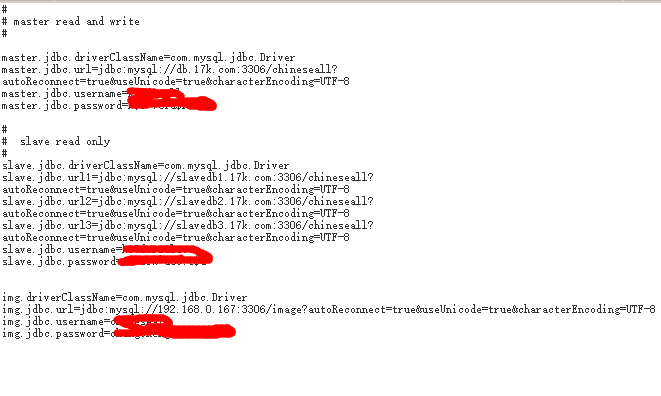 #
# master read and write
#
master.jdbc.driverClassName=com.mysql.jdbc.Driver
master.jdbc.url=jdbc:mysql://db.17k.com:3306/chineseall?
autoReconnect=true&useUnicode=true&characterEncoding=UTF-8
master.jdbc.username=
master.jdbc.password=
#
#  slave read only
#
slave.jdbc.driverClassName=com.mysql.jdbc.Driver
slave.jdbc.url1=jdbc:mysql://slavedb1.17k.com:3306/chineseall?
autoReconnect=true&useUnicode=true&characterEncoding=UTF-8
slave.jdbc.url2=jdbc:mysql://slavedb2.17k.com:3306/chineseall?
autoReconnect=true&useUnicode=true&characterEncoding=UTF-8
slave.jdbc.url3=jdbc:mysql://slavedb3.17k.com:3306/chineseall?
autoReconnect=true&useUnicode=true&characterEncoding=UTF-8
slave.jdbc.username=
slave.jdbc.password=
img.driverClassName=com.mysql.jdbc.Driver
img.jdbc.url=jdbc:mysql://192.168.0.167:3306/image?autoReconnect=true&useUnicode=true&characterEncoding=UTF-8
img.jdbc.username=
img.jdbc.password=